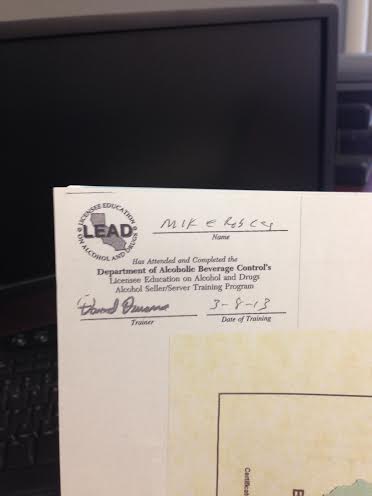 LICENSEE EDUCATION
LEAD
ON ALCOHOL AND DRUGS
Mike
Name
Has Attended and Completed the
Department of Alcoholic Beverage Control's
Licensee Education on Alcohol and Drugs
Alcohol Seller/Server Training Program
3-8-13
Trainer
Date of Training